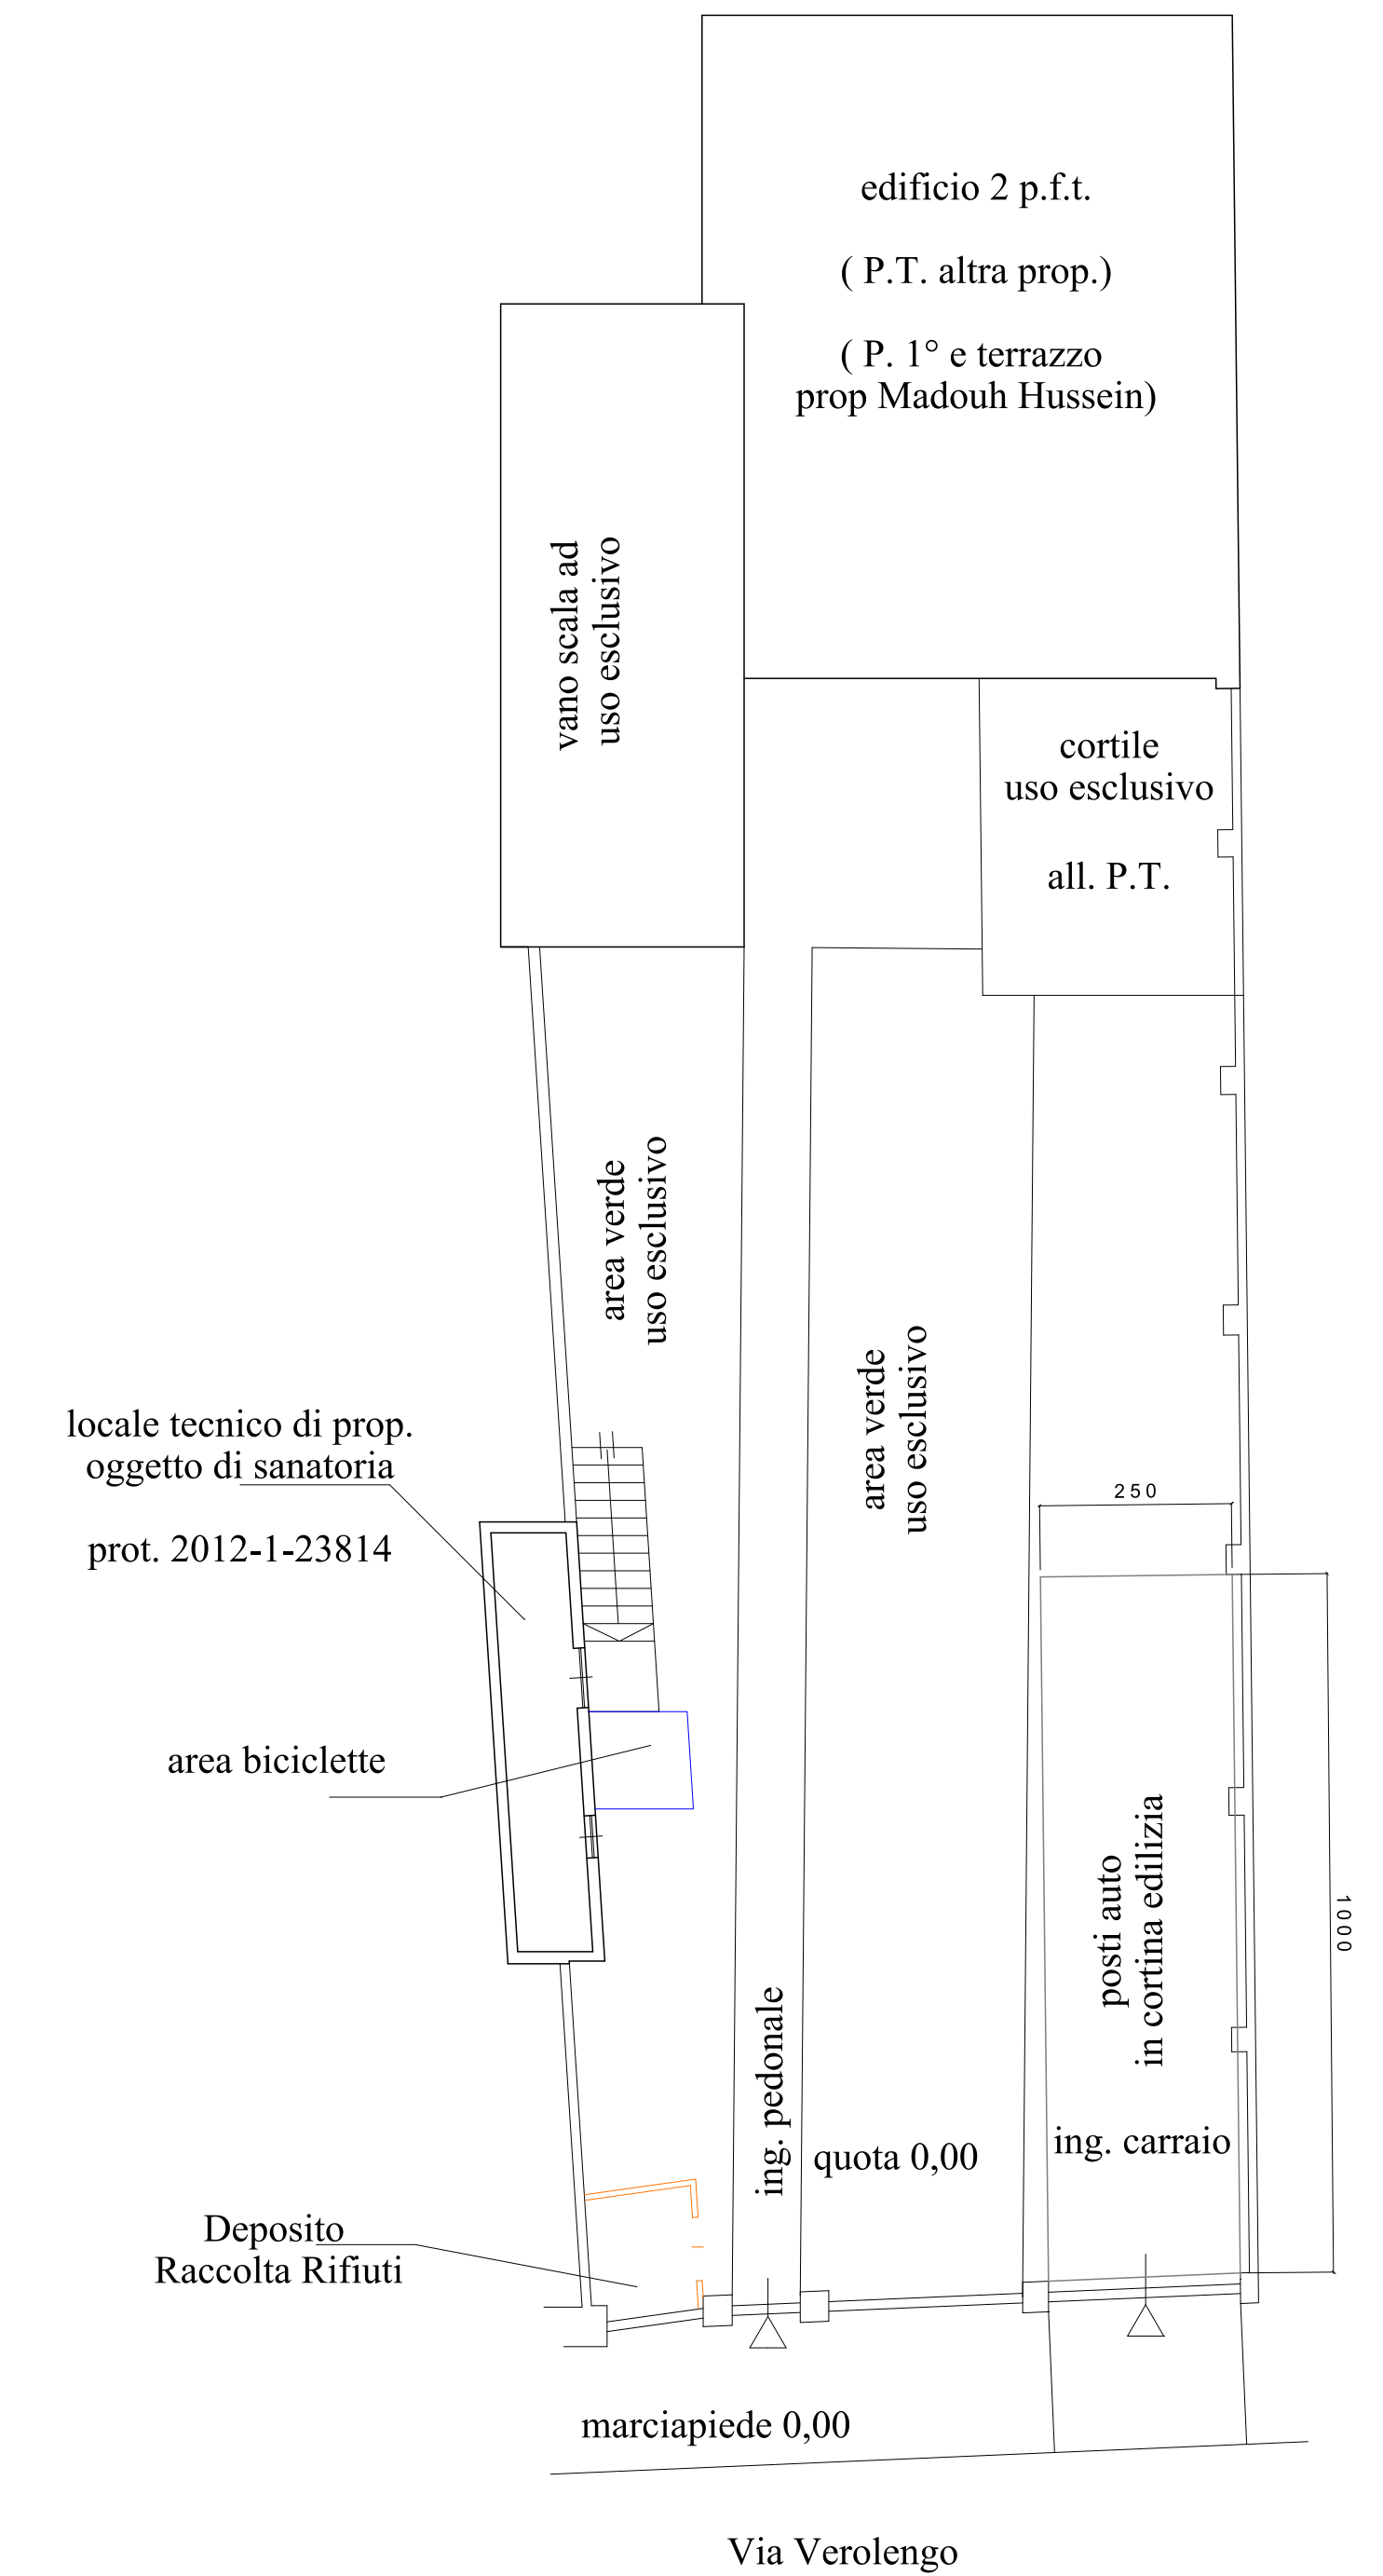 edificio 2 p.f.t.
( P.T. altra prop.)
( P. 1° e terrazzo
prop Madouh Hussein)
vano scala ad
uso esclusivo
cortile
uso esclusivo
all. P.T.
area verde
uso esclusivo
area verde
uso esclusivo
locale tecnico di prop.
oggetto di sanatoria
prot. 2012-1-23814
250
area biciclette
posti auto
in cortina edilizia
1000
ing. pedonale
quota 0,00
ing. carraio
Deposito
Raccolta Rifiuti
marciapiede 0,00
Via Verolengo